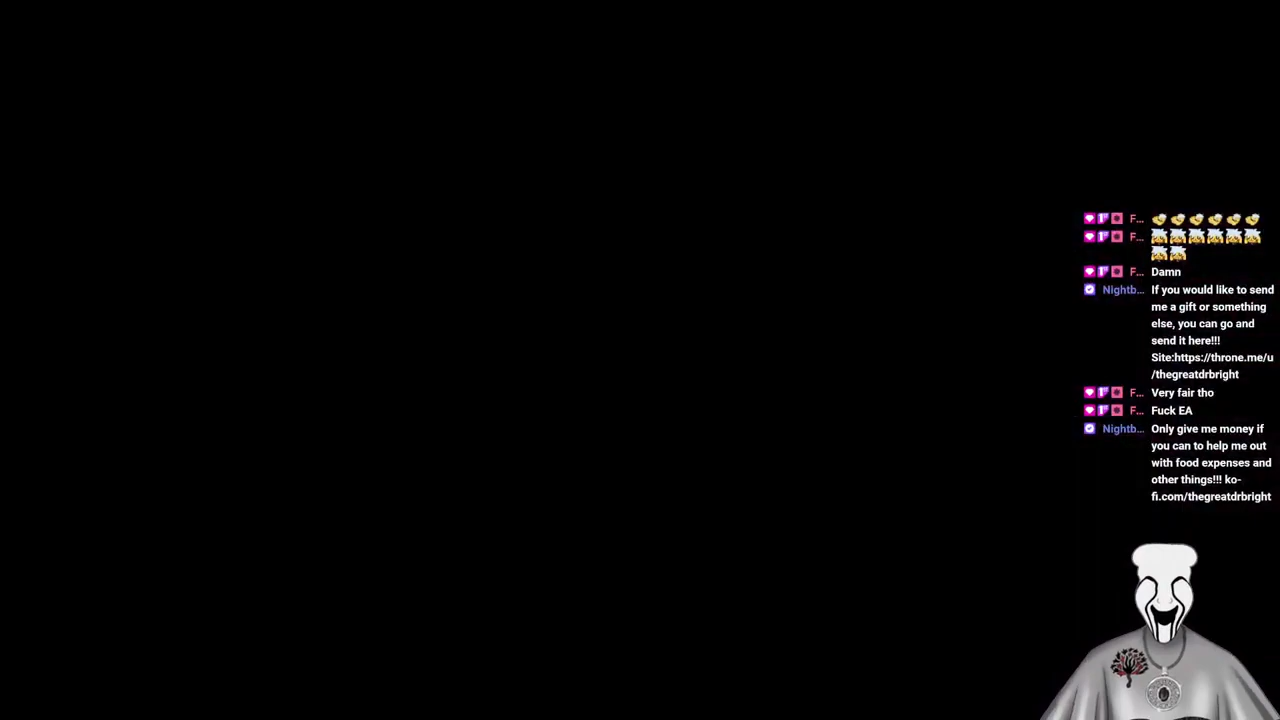 F...
F...
F... Damn
Nightb... If you would like to send
me a gift or something
else, you can go and
send it here!!!
Site:https://throne.me/u
/thegreatdrbright
F... Very fair tho
F... Fuck EA
Nightb... Only give me money if
you can to help me out
with food expenses and
other things!!! ko-
fi.com/thegreatdrbright